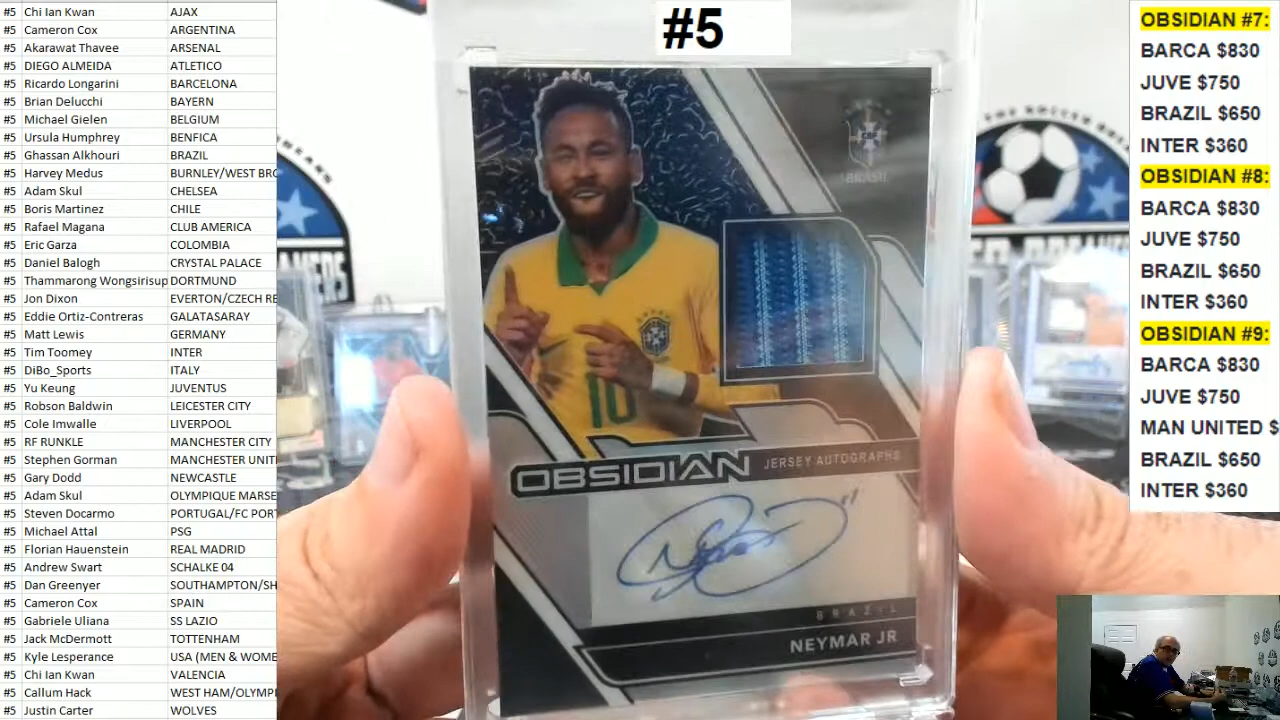 #5 Chi Ian Kwan AJAX
#5 Cameron Cox ARGENTINA
#5 Akarawat Thavee ARSENAL
#5 DIEGO ALMEIDA ATLETICO
#5 Ricardo Longarini BARCELONA
#5 Brian Delucchi BAYERN
#5 Michael Gielen BELGIUM
#5 Ursula Humphrey BENFICA
#5 Ghassan Alkhouri BRAZIL
#5 Harvey Medus BURNLEY/WEST BRO
#5 Adam Skul CHELSEA
#5 Boris Martinez CHILE
#5 Rafael Magana CLUB AMERICA
#5 Eric Garza COLOMBIA
#5 Daniel Balogh CRYSTAL PALACE
#5 Thammarong Wongsirisup DORTMUND
#5 Jon Dixon EVERTON/CZECH RE
#5 Eddie Ortiz-Contreras GALATASARAY
#5 Matt Lewis GERMANY
#5 Tim Toomey INTER
#5 DiBo_Sports ITALY
#5 Yu Keung JUVENTUS
#5 Robson Baldwin LEICESTER CITY
#5 Cole Imwalle LIVERPOOL
#5 RF RUNKLE MANCHESTER CITY
#5 Stephen Gorman MANCHESTER UNIT
#5 Gary Dodd NEWCASTLE
#5 Adam Skul OLYMPIQUE MARSE
#5 Steven Docarmo PORTUGAL/FC POR
#5 Michael Attal PSG
#5 Florian Hauenstein REAL MADRID
#5 Andrew Swart SCHALKE 04
#5 Dan Greenyer SOUTHAMPTON/SH
#5 Cameron Cox SPAIN
#5 Gabriele Uliana SS LAZIO
#5 Jack McDermott TOTTENHAM
#5 Kyle Lesperance USA (MEN & WOME
#5 Chi Ian Kwan VALENCIA
#5 Callum Hack WEST HAM/OLYMP
#5 Justin Carter WOLVES
#5
CBF
BRASIL
10
OBSIDIAN JERSEY AUTOGRAPHS
BRAZIL
NEYMAR JR
THE SOCCER
OBSIDIAN #7:
BARCA $830
JUVE $750
BRAZIL $650
INTER $360
OBSIDIAN #8:
BARCA $830
JUVE $750
BRAZIL $650
INTER $360
OBSIDIAN #9:
BARCA $830
JUVE $750
MAN UNITED $
BRAZIL $650
INTER $360